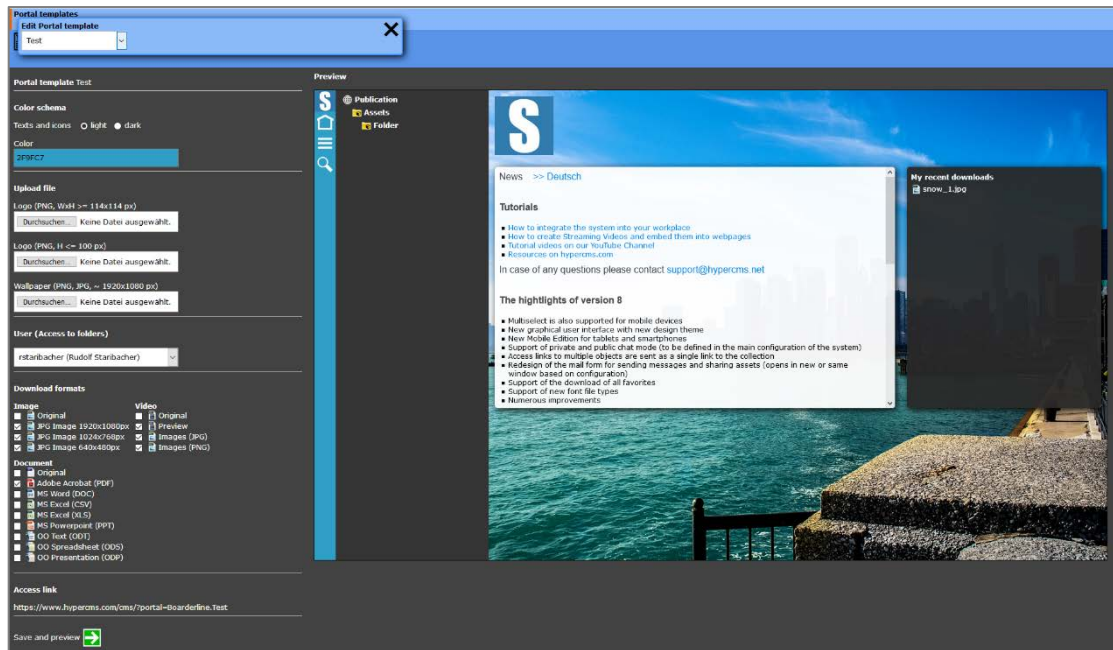 Portal templates
Edit Portal template
Test
Portal template Test
Color schema
Texts and icons light dark
Color
2F9FC7
Upload file
Logo (PNG, WxH >= 114x114 px)
Durchsuchen... Keine Datei ausgewählt.
Logo (PNG, H <= 100 px)
Durchsuchen... Keine Datei ausgewählt.
Wallpaper (PNG, JPG, ~ 1920x1080 px)
Durchsuchen... Keine Datei ausgewählt.
User (Access to folders)
rstaribacher (Rudolf Staribacher)
Download formats
Image Video
Original Original
JPG Image 1920x1080px Preview
JPG Image 1024x768px Images (JPG)
JPG Image 640x480px Images (PNG)
Document
Original
Adobe Acrobat (PDF)
MS Word (DOC)
MS Excel (CSV)
MS Excel (XLS)
MS Powerpoint (PPT)
OO Text (ODT)
OO Spreadsheet (ODS)
OO Presentation (ODP)
Access link
https://www.hypercms.com/cms/?portal=Boarderline.Test
Save and preview
Preview
S
Publication
Assets
Folder
S
News >> Deutsch
Tutorials
How to integrate the system into your workplace
How to create Streaming Videos and embed them into webpages
Tutorial videos on our YouTube Channel
Resources on hypercms.com
In case of any questions please contact support@hypercms.net
The hightlights of version 8
Multiselect is also supported for mobile devices
New graphical user interface with new design theme
New Mobile Edition for tablets and smartphones
Support of private and public chat mode (to be defined in the main configuration of the system)
Access links to multiple objects are sent as a single link to the collection
Redesign of the mail form for sending messages and sharing assets (opens in new or same
window based on configuration)
Support of the download of all favorites
Support of new font file types
Numerous improvements
My recent downloads
snow_1.jpg